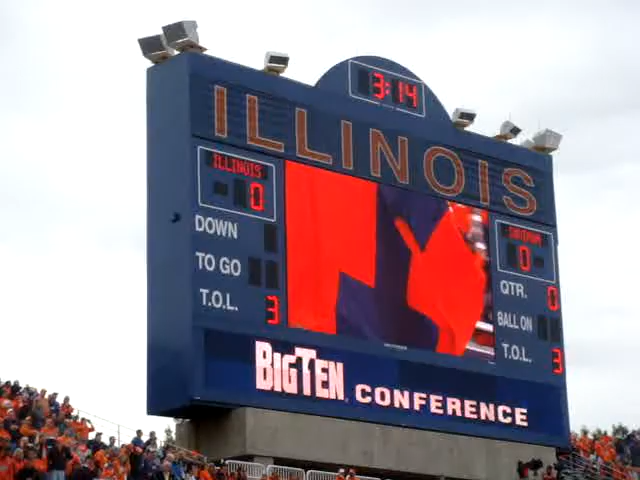 3:14
ILLINOIS
ILLINOIS
0
DOWN
TO GO
T.O.L. 3
0
QTR. 0
BALL ON
T.O.L. 3
BIG TEN CONFERENCE